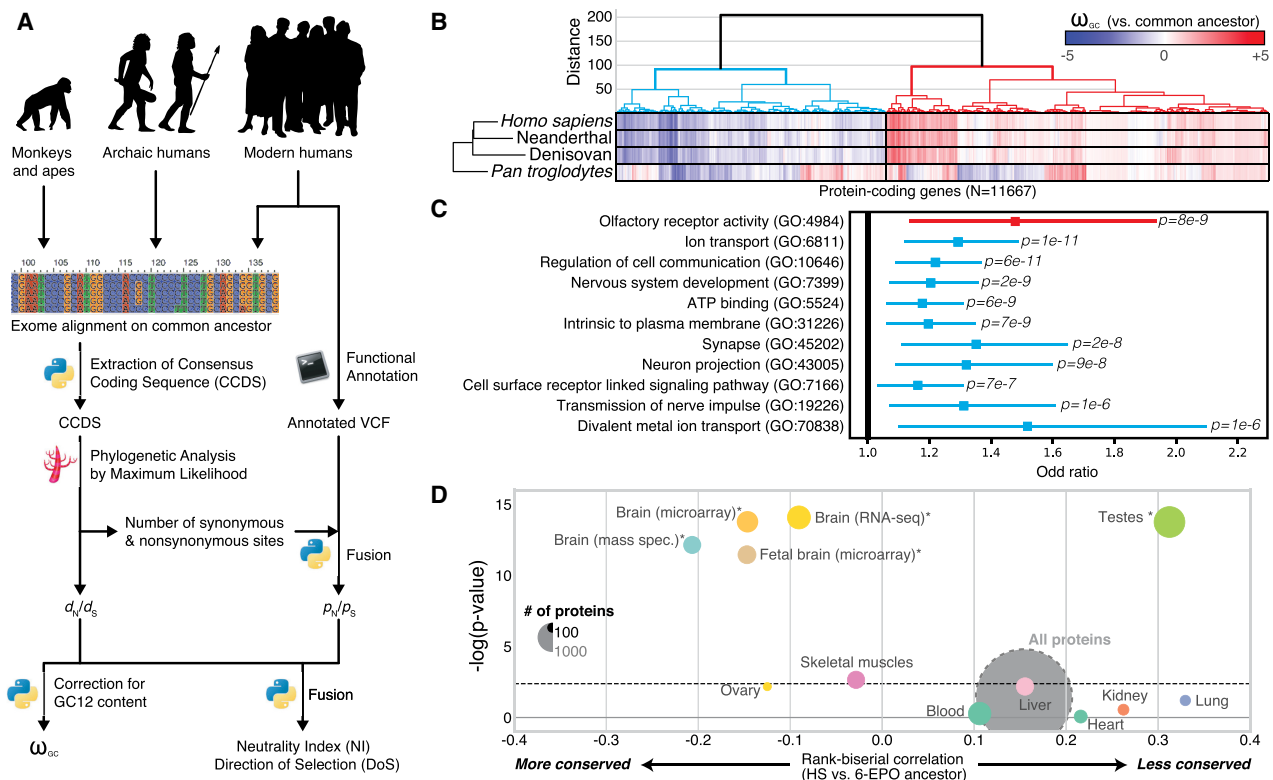 A
Monkeys
and apes
Archaic humans
Modern humans
100 105 110 115 120 125 130 135
Exome alignment on common ancestor
Extraction of Consensus
Coding Sequence (CCDS)
Functional
Annotation
CCDS
Annotated VCF
Phylogenetic Analysis
by Maximum Likelihood
Number of synonymous
& nonsynonymous sites
Fusion
dN/dS
pN/pS
Correction for
GC12 content
Fusion
ωGC
Neutrality Index (NI)
Direction of Selection (DoS)
B
Distance
200
150
100
50
ωGC (vs. common ancestor)
-5 0 +5
Homo sapiens
Neanderthal
Denisovan
Pan troglodytes
Protein-coding genes (N=11667)
C
Olfactory receptor activity (GO:4984) p=8e-9
Ion transport (GO:6811) p=1e-11
Regulation of cell communication (GO:10646) p=6e-11
Nervous system development (GO:7399) p=2e-9
ATP binding (GO:5524) p=6e-9
Intrinsic to plasma membrane (GO:31226) p=7e-9
Synapse (GO:45202) p=2e-8
Neuron projection (GO:43005) p=9e-8
Cell surface receptor linked signaling pathway (GO:7166) p=7e-7
Transmission of nerve impulse (GO:19226) p=1e-6
Divalent metal ion transport (GO:70838) p=1e-6
1.0 1.2 1.4 1.6 1.8 2.0 2.2
Odd ratio
D
-log(p-value)
15
10
5
0
Brain (microarray)*
Brain (RNA-seq)*
Testes *
Brain (mass spec.)*
Fetal brain (microarray)*
# of proteins
100
1000
All proteins
Skeletal muscles
Ovary
Liver
Kidney
Lung
Blood
Heart
-0.4 -0.3 -0.2 -0.1 0.0 0.1 0.2 0.3 0.4
More conserved
Rank-biserial correlation
(HS vs. 6-EPO ancestor)
Less conserved